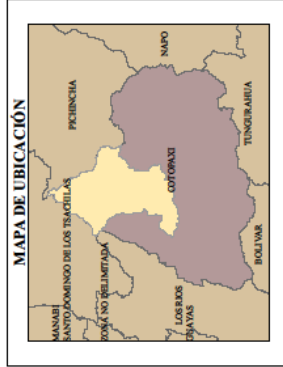 MAPA DE UBICACIÓN
MANABI
SANTO DOMINGO DE LOS TSACHILAS
PICHINCHA
NAPO
ZONA NO DELIMITADA
COTOPAXI
LOS RIOS
GUAYAS
BOLIVAR
TUNGURAHUA